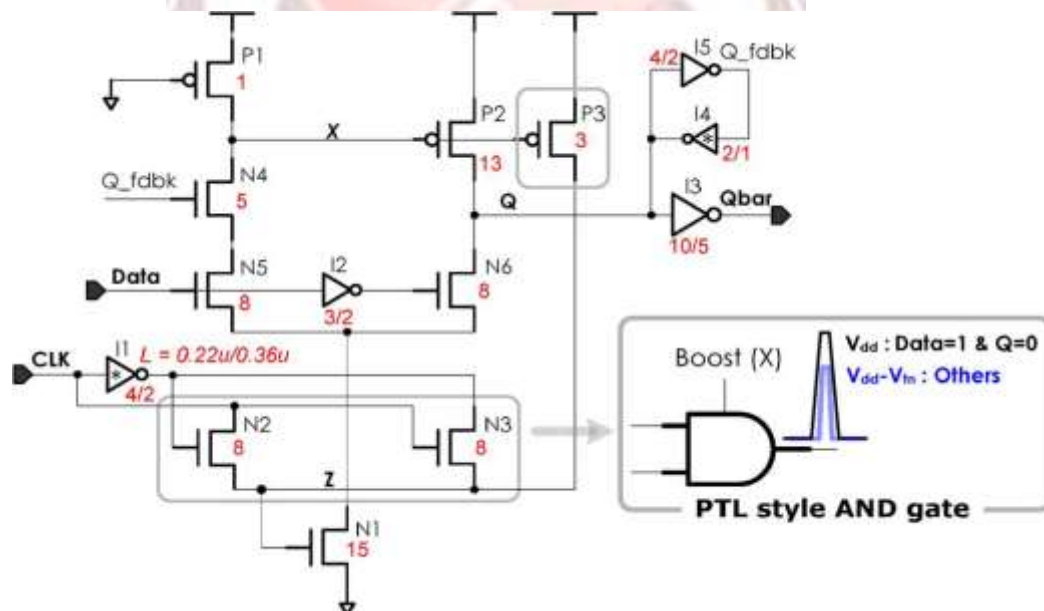 P1
1
X
P2
13
P3
3
4/2
I5
Q_fdbk
I4
2/1
Q_fdbk
N4
5
Q
I3
Qbar
10/5
Data
N5
8
I2
3/2
N6
8
CLK
I1
4/2
L = 0.22u/0.36u
N2
8
N3
8
Z
N1
15
Boost (X)
Vdd : Data=1 & Q=0
Vdd-Vtn : Others
PTL style AND gate
*
*